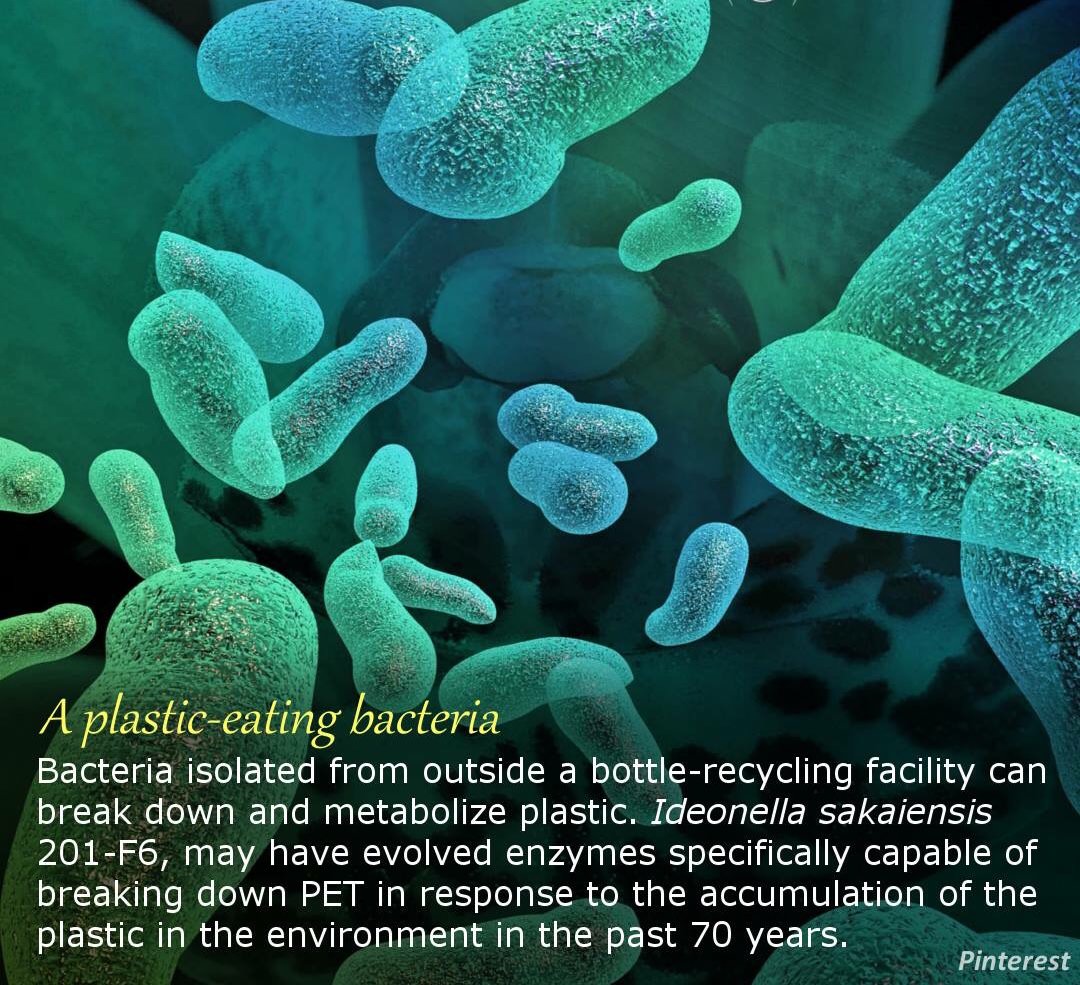 A plastic-eating bacteria
Bacteria isolated from outside a bottle-recycling facility can
break down and metabolize plastic. Ideonella sakaiensis
201-F6, may have evolved enzymes specifically capable of
breaking down PET in response to the accumulation of the
plastic in the environment in the past 70 years.
Pinterest